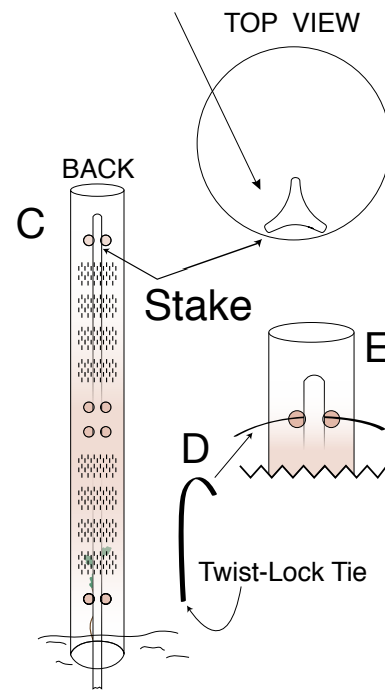 TOP VIEW
BACK
C
Stake
E
D
Twist-Lock Tie